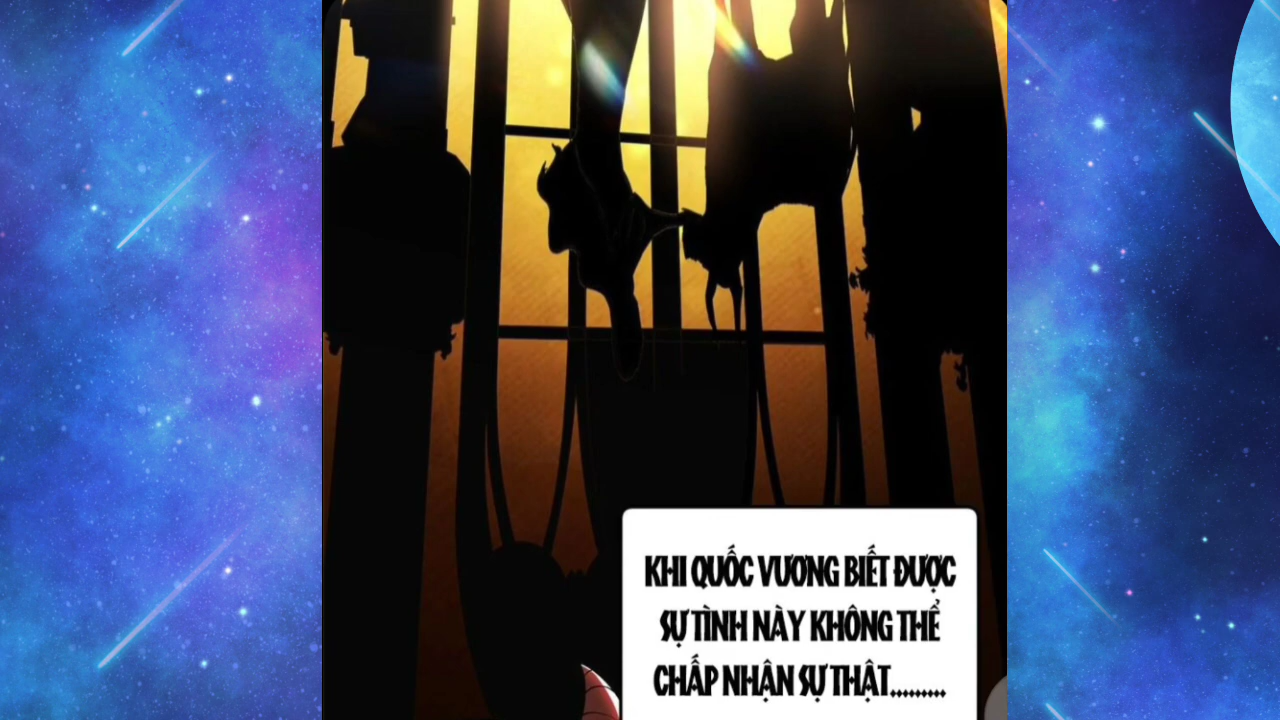 KHI QUỐC VƯƠNG BIẾT ĐƯỢC
SỰ TÌNH NÀY KHÔNG THỂ
CHẤP NHẬN SỰ THẬT.........